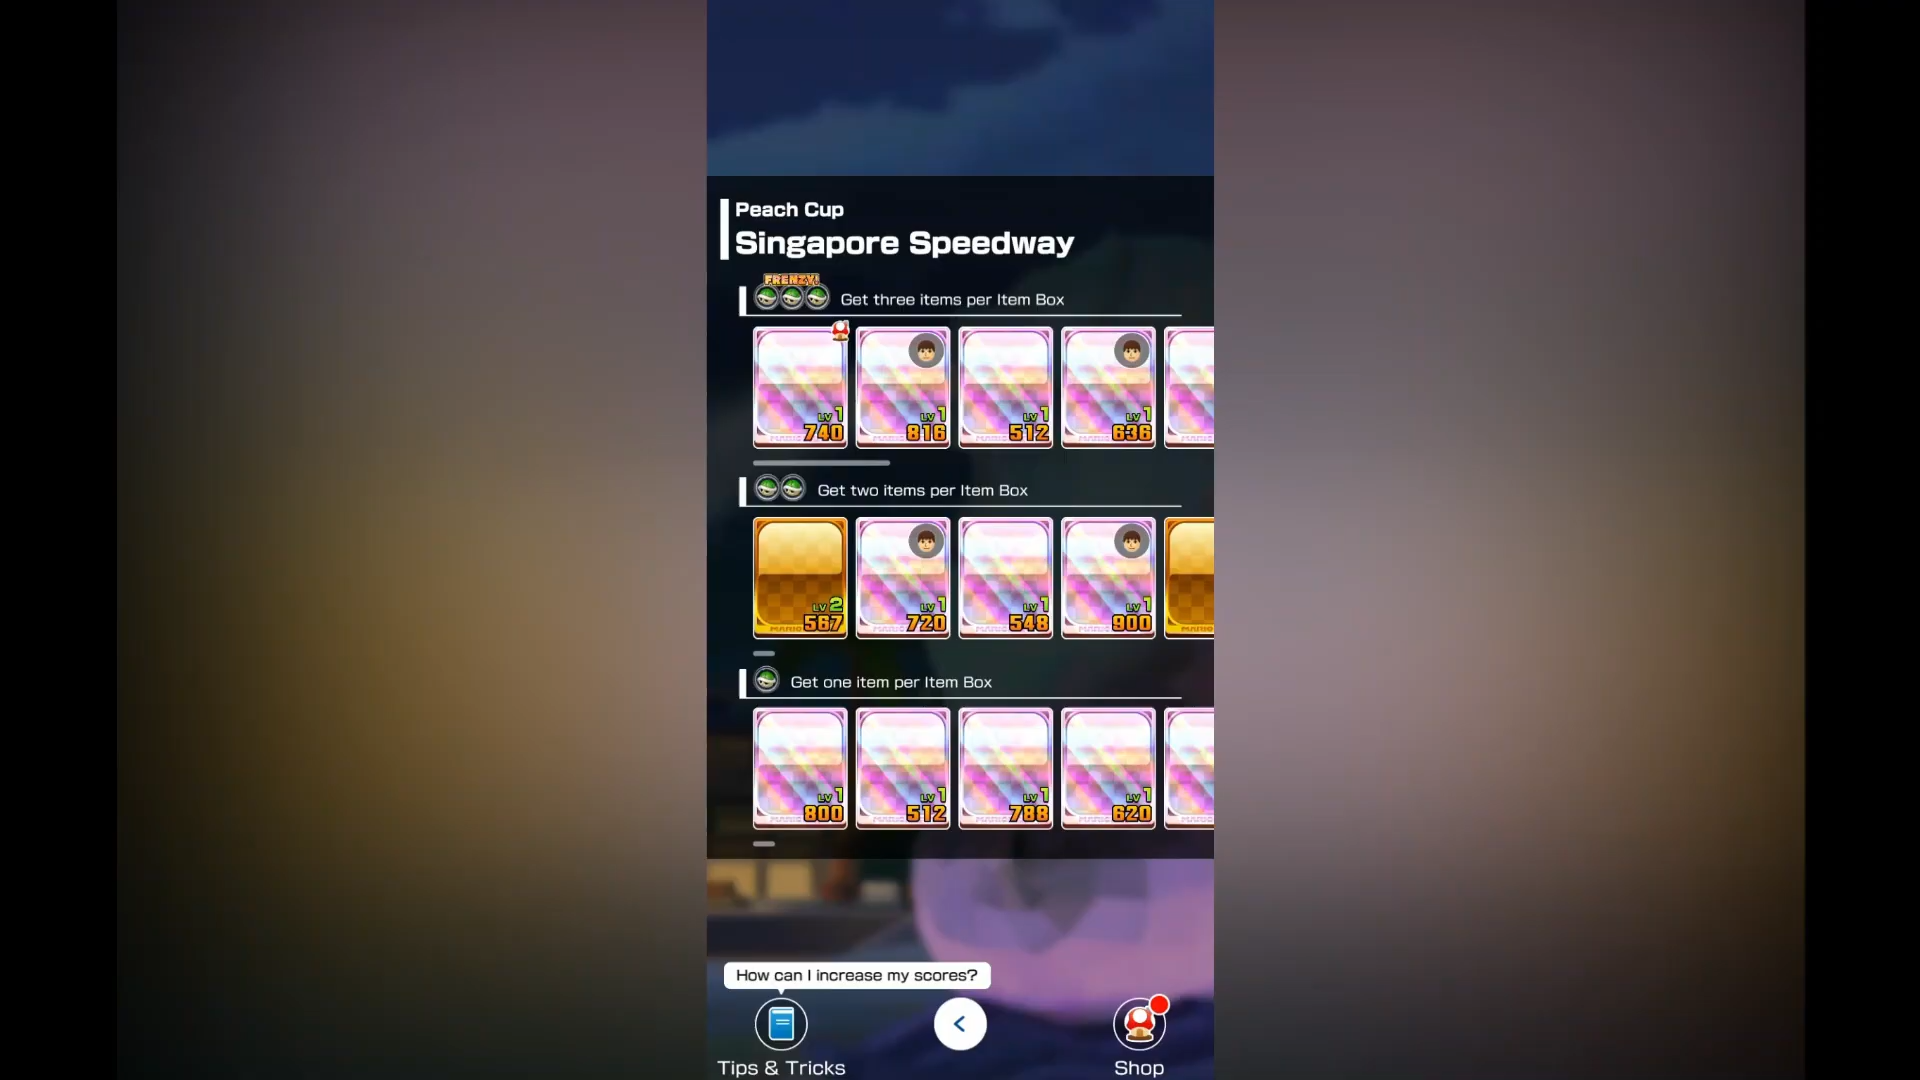 Peach Cup
Singapore Speedway
FRENZY!
Get three items per Item Box
LV 1 LV 1 LV 1 LV 1
740 816 512 636
Get two items per Item Box
LV 2 LV 1 LV 1 LV 1
567 720 548 900
Get one item per Item Box
LV 1 LV 1 LV 1 LV 1
800 512 788 620
How can I increase my scores?
Tips & Tricks
Shop